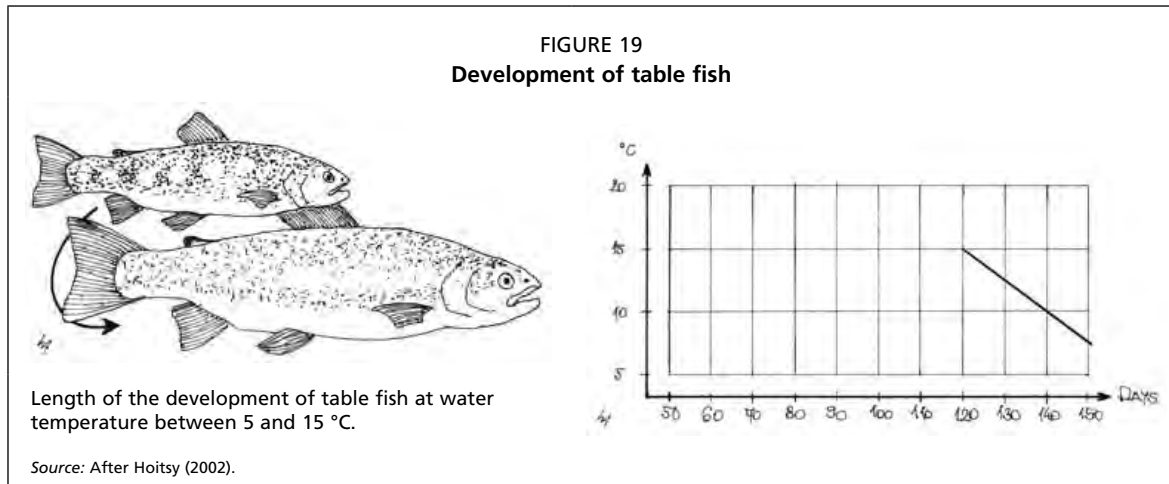 FIGURE 19
Development of table fish
Length of the development of table fish at water
temperature between 5 and 15 °C.
Source: After Hoitsy (2002).
°C
20
15
10
5
50 60 70 80 90 100 110 120 130 140 150
DAYS